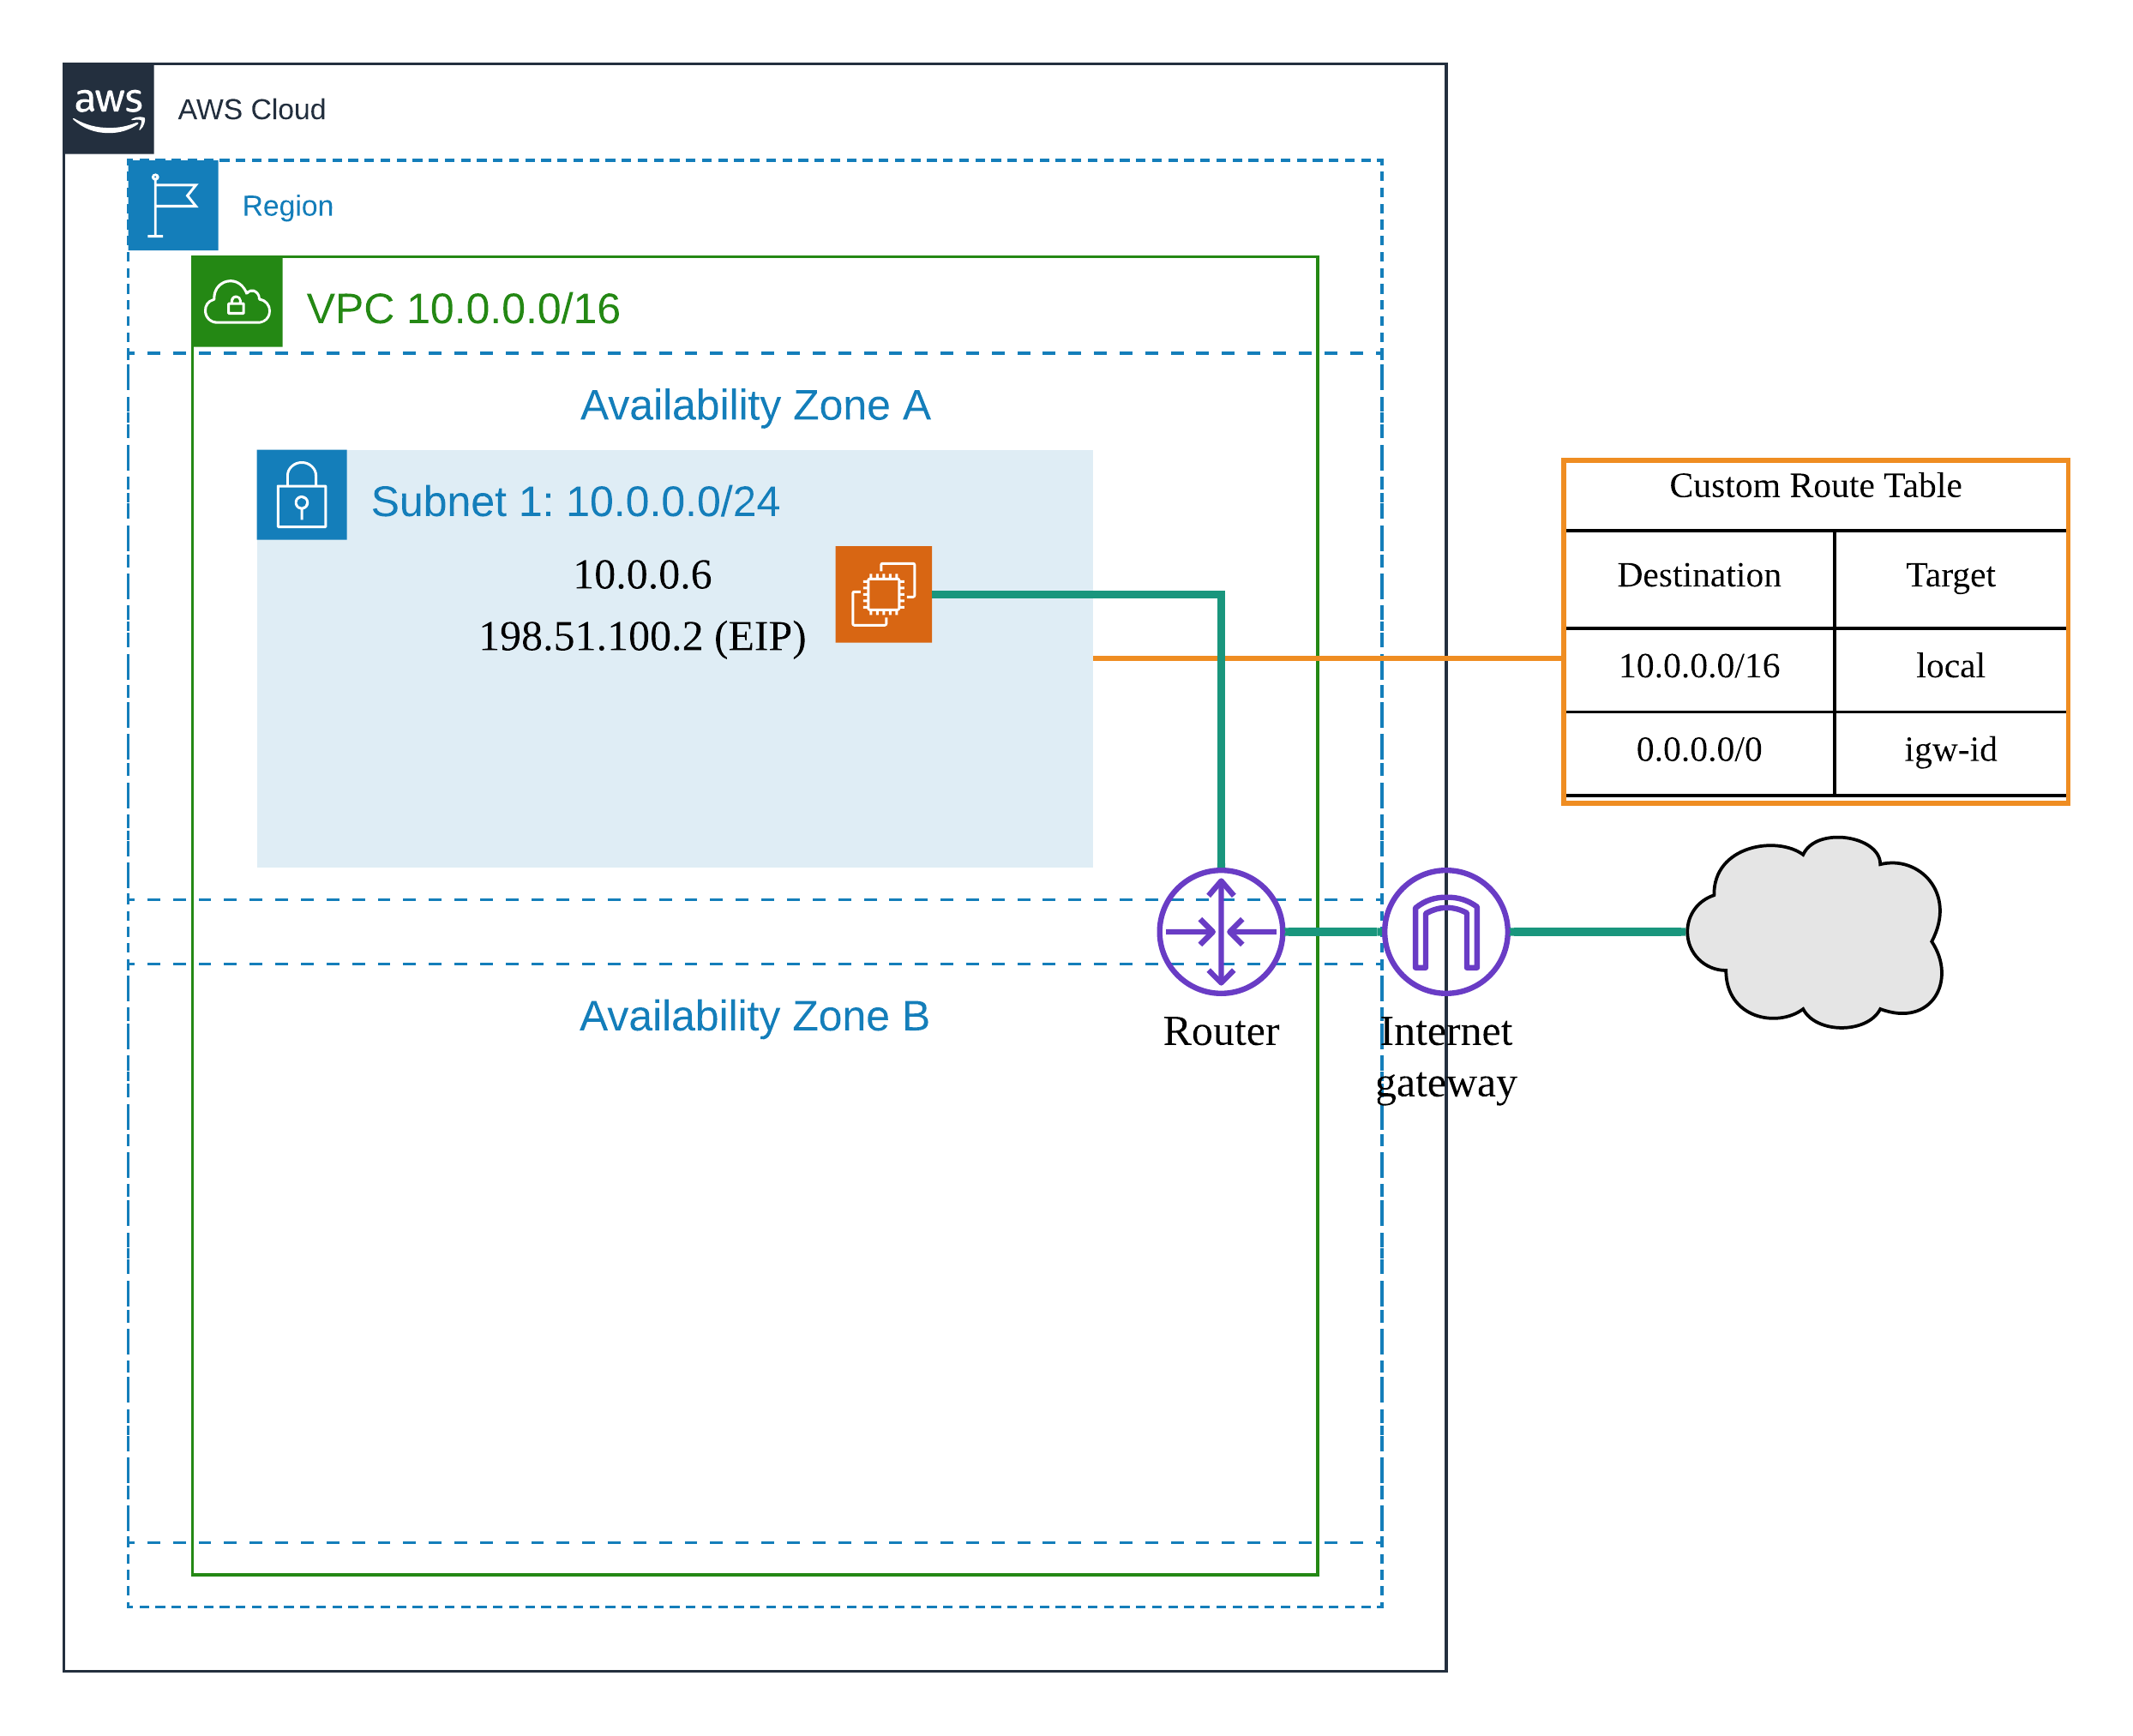 aws
AWS Cloud
Region
VPC 10.0.0.0/16
Availability Zone A
Subnet 1: 10.0.0.0/24
10.0.0.6
198.51.100.2 (EIP)
Custom Route Table
Destination Target
10.0.0.0/16 local
0.0.0.0/0 igw-id
Availability Zone B
Router
Internet
gateway